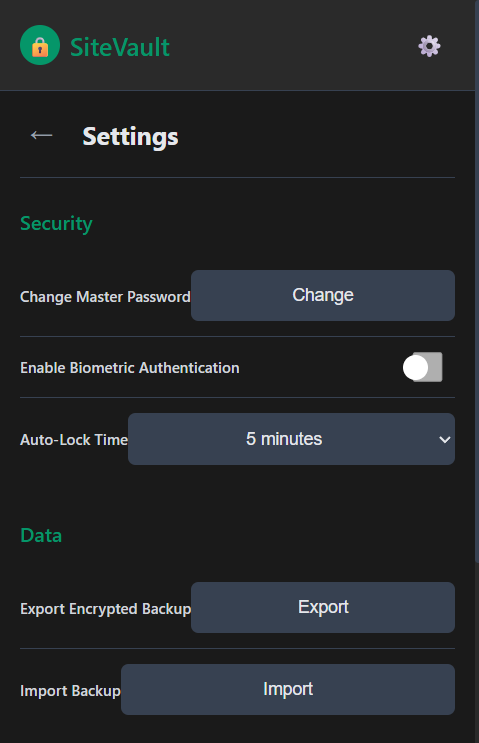 SiteVault
← Settings
Security
Change Master Password Change
Enable Biometric Authentication
Auto-Lock Time 5 minutes
Data
Export Encrypted Backup Export
Import Backup Import